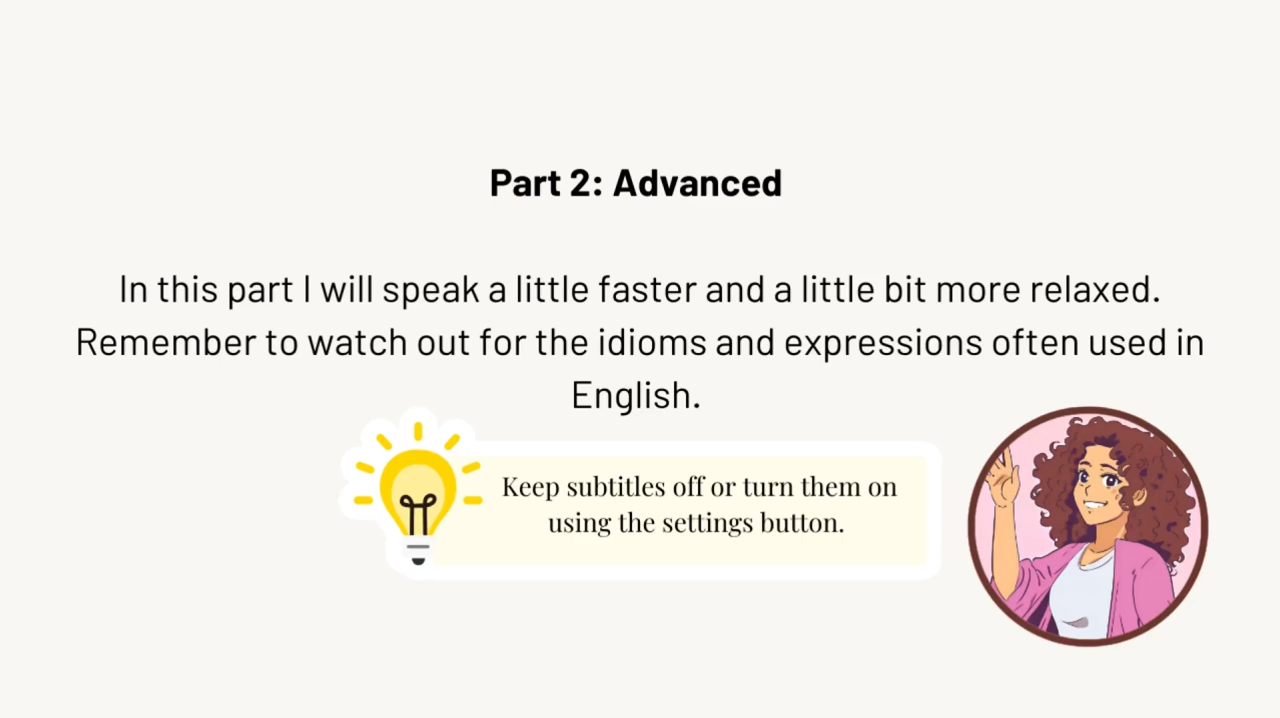 Part 2: Advanced
In this part I will speak a little faster and a little bit more relaxed.
Remember to watch out for the idioms and expressions often used in
English.
Keep subtitles off or turn them on
using the settings button.